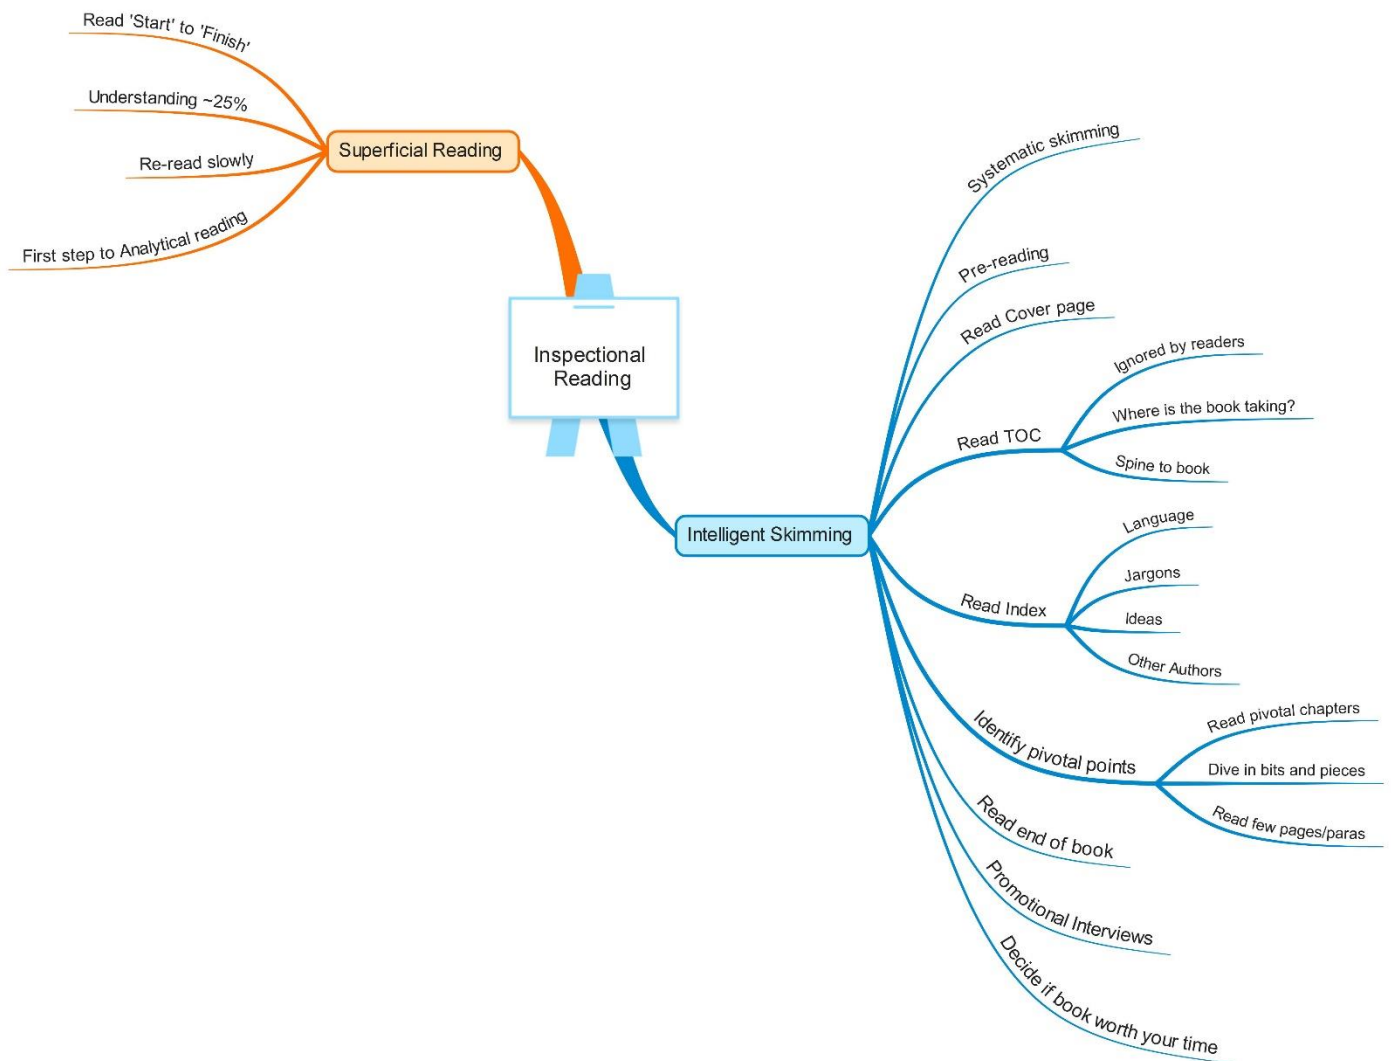 Read 'Start' to 'Finish'
Understanding ~25%
Re-read slowly
First step to Analytical reading
Superficial Reading
Inspectional
Reading
Intelligent Skimming
Systematic skimming
Pre-reading
Read Cover page
Read TOC
Ignored by readers
Where is the book taking?
Spine to book
Read Index
Language
Jargons
Ideas
Other Authors
Identify pivotal points
Read pivotal chapters
Dive in bits and pieces
Read few pages/paras
Read end of book
Promotional Interviews
Decide if book worth your time